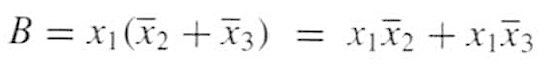 B = x₁(x̅₂ + x̅₃) = x₁x̅₂ + x₁x̅₃